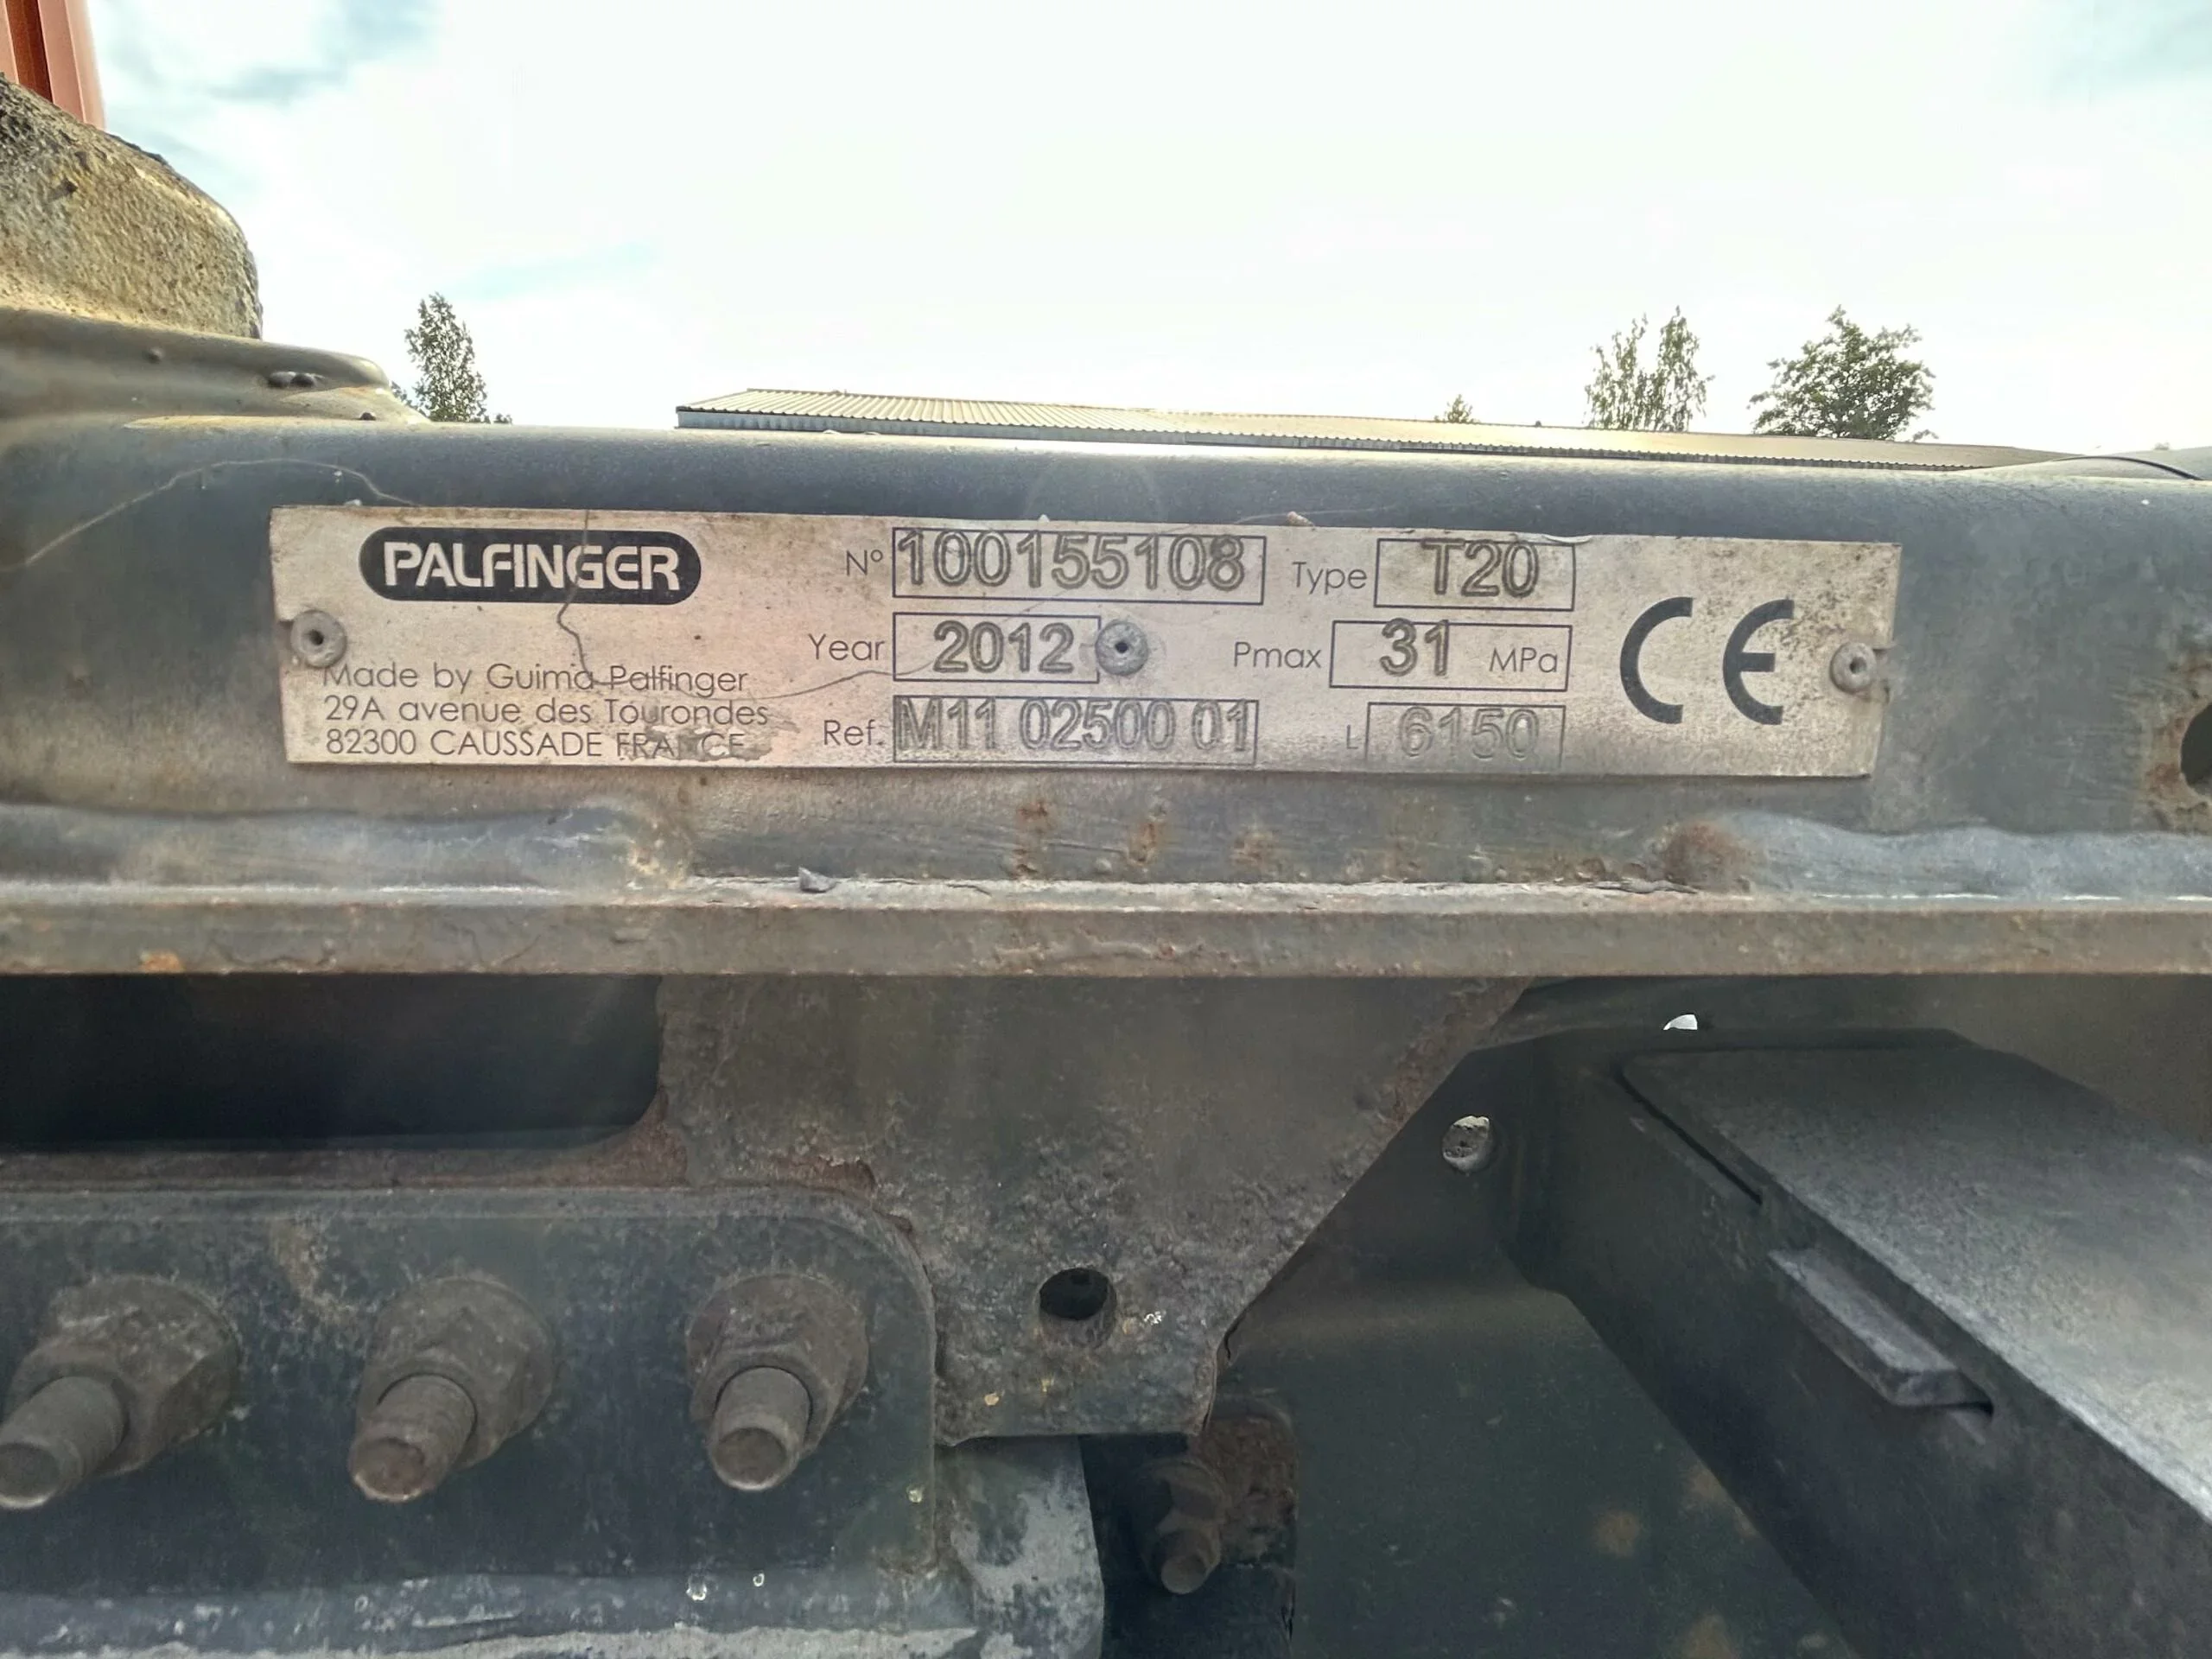 PALFINGER
Nº 100155108 Type T20
Year 2012 Pmax 31 MPa
Ref. M11 02500 01 L 6150
Made by Guima Palfinger
29A avenue des Tourondes
82300 CAUSSADE FRANCE
CE